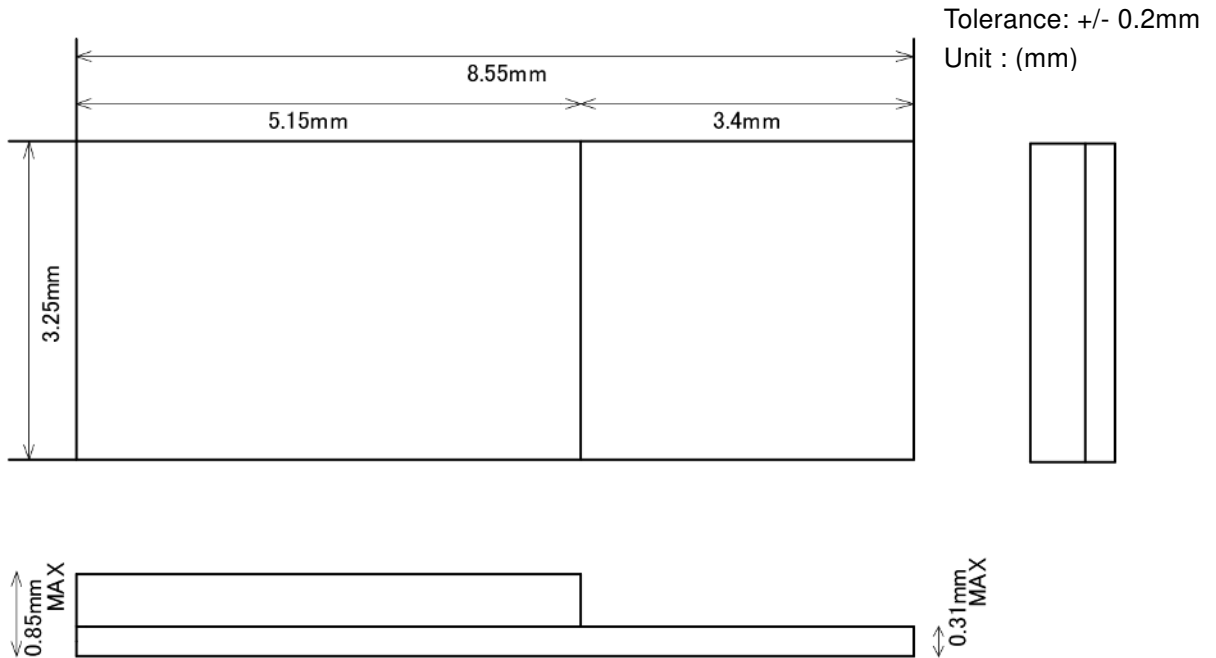 Tolerance: +/- 0.2mm
Unit : (mm)
8.55mm
5.15mm
3.4mm
3.25mm
0.85mm
MAX
0.31mm
MAX